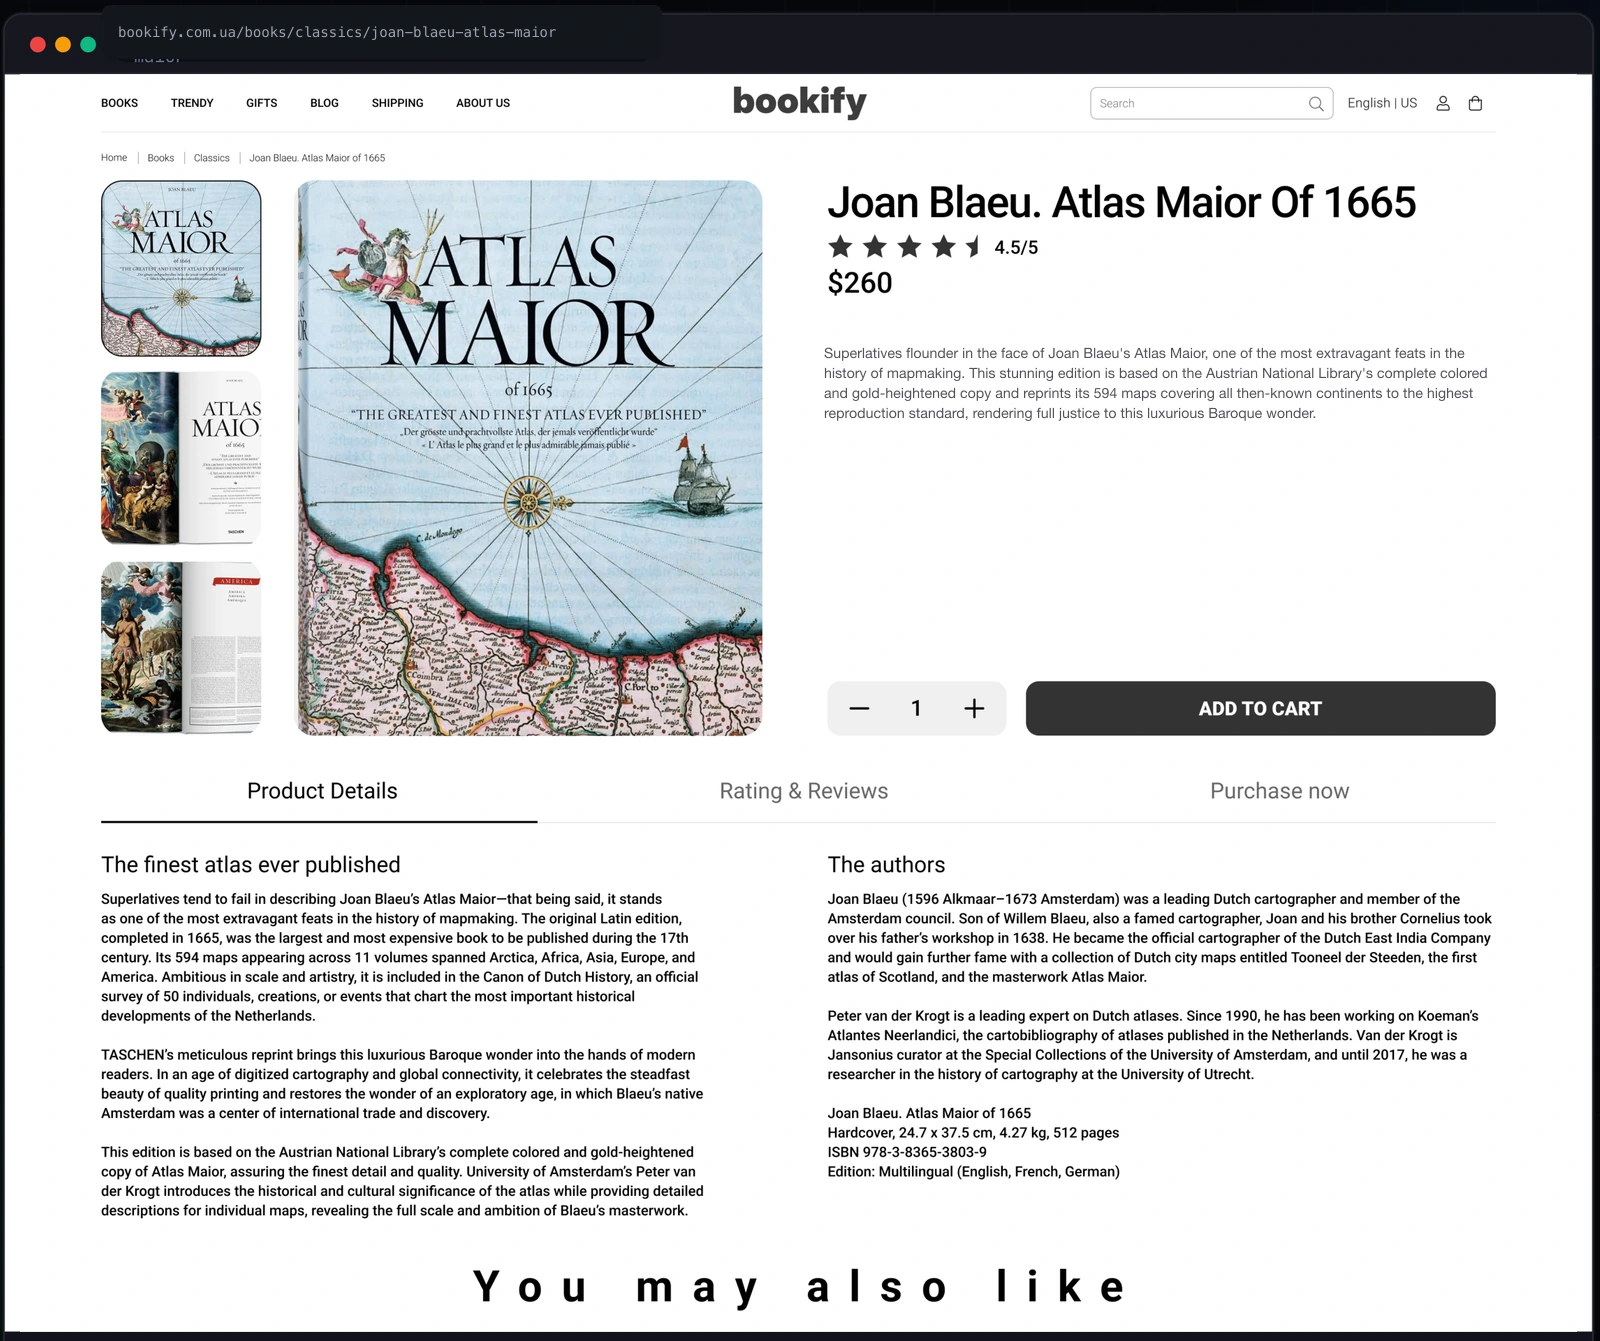 bookify.com.ua/books/classics/joan-blaeu-atlas-maior
BOOKS TRENDY GIFTS BLOG SHIPPING ABOUT US
bookify
Search
English | US
Home | Books | Classics | Joan Blaeu. Atlas Maior of 1665
JOAN BLAEU
ATLAS
MAIOR
of 1665
"THE GREATEST AND FINEST ATLAS EVER PUBLISHED"
ATLAS
MAIOR
of 1665
TASCHEN
AMERICA
ATLAS
MAIOR
of 1665
“THE GREATEST AND FINEST ATLAS EVER PUBLISHED”
„Der grösste und prachtvollste Atlas, der jemals veröffentlicht wurde“
« L’ Atlas le plus grand et le plus admirable jamais publié »
C. de Mondego
Coimbra
Joan Blaeu. Atlas Maior Of 1665
4.5/5
$260
Superlatives flounder in the face of Joan Blaeu's Atlas Maior, one of the most extravagant feats in the
history of mapmaking. This stunning edition is based on the Austrian National Library's complete colored
and gold-heightened copy and reprints its 594 maps covering all then-known continents to the highest
reproduction standard, rendering full justice to this luxurious Baroque wonder.
1
ADD TO CART
Product Details
Rating & Reviews
Purchase now
The finest atlas ever published
Superlatives tend to fail in describing Joan Blaeu’s Atlas Maior—that being said, it stands
as one of the most extravagant feats in the history of mapmaking. The original Latin edition,
completed in 1665, was the largest and most expensive book to be published during the 17th
century. Its 594 maps appearing across 11 volumes spanned Arctica, Africa, Asia, Europe, and
America. Ambitious in scale and artistry, it is included in the Canon of Dutch History, an official
survey of 50 individuals, creations, or events that chart the most important historical
developments of the Netherlands.
TASCHEN’s meticulous reprint brings this luxurious Baroque wonder into the hands of modern
readers. In an age of digitized cartography and global connectivity, it celebrates the steadfast
beauty of quality printing and restores the wonder of an exploratory age, in which Blaeu’s native
Amsterdam was a center of international trade and discovery.
This edition is based on the Austrian National Library’s complete colored and gold-heightened
copy of Atlas Maior, assuring the finest detail and quality. University of Amsterdam’s Peter van
der Krogt introduces the historical and cultural significance of the atlas while providing detailed
descriptions for individual maps, revealing the full scale and ambition of Blaeu’s masterwork.
The authors
Joan Blaeu (1596 Alkmaar–1673 Amsterdam) was a leading Dutch cartographer and member of the
Amsterdam council. Son of Willem Blaeu, also a famed cartographer, Joan and his brother Cornelius took
over his father’s workshop in 1638. He became the official cartographer of the Dutch East India Company
and would gain further fame with a collection of Dutch city maps entitled Tooneel der Steeden, the first
atlas of Scotland, and the masterwork Atlas Maior.
Peter van der Krogt is a leading expert on Dutch atlases. Since 1990, he has been working on Koeman’s
Atlantes Neerlandici, the cartobibliography of atlases published in the Netherlands. Van der Krogt is
Jansonius curator at the Special Collections of the University of Amsterdam, and until 2017, he was a
researcher in the history of cartography at the University of Utrecht.
Joan Blaeu. Atlas Maior of 1665
Hardcover, 24.7 x 37.5 cm, 4.27 kg, 512 pages
ISBN 978-3-8365-3803-9
Edition: Multilingual (English, French, German)
You may also like